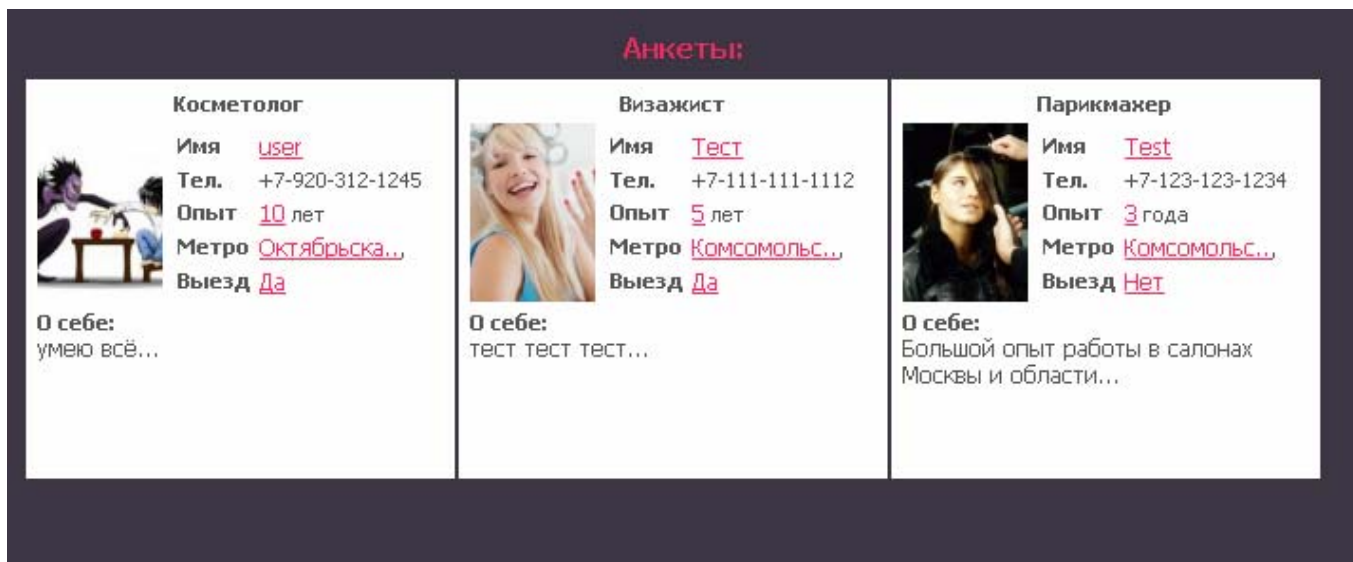 Анкеты:
Косметолог
Имя user
Тел. +7-920-312-1245
Опыт 10 лет
Метро Октябрьска...,
Выезд Да
О себе:
умею всё...
Визажист
Имя Тест
Тел. +7-111-111-1112
Опыт 5 лет
Метро Комсомольс...,
Выезд Да
О себе:
тест тест тест...
Парикмахер
Имя Test
Тел. +7-123-123-1234
Опыт 3 года
Метро Комсомольс...,
Выезд Нет
О себе:
Большой опыт работы в салонах
Москвы и области...